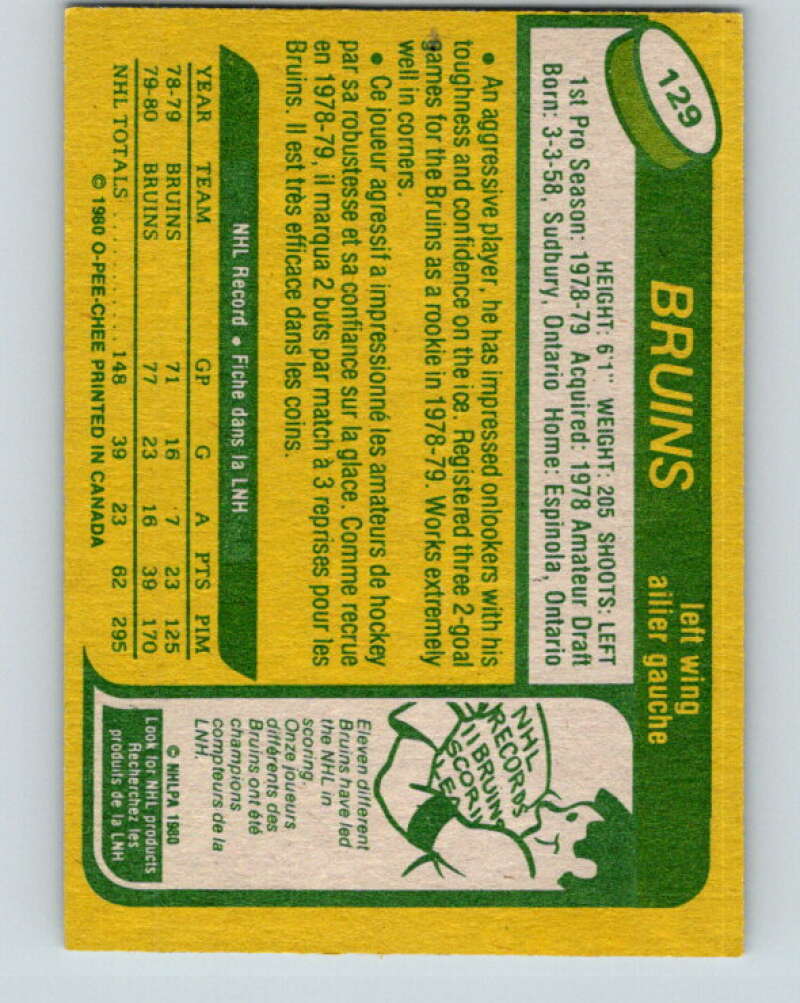 129
BRUINS
left wing
ailier gauche
HEIGHT: 6'1" WEIGHT: 205 SHOOTS: LEFT
1st Pro Season: 1978-79 Acquired: 1978 Amateur Draft
Born: 3-3-58, Sudbury, Ontario Home: Espinola, Ontario
• An aggressive player, he has impressed onlookers with his
toughness and confidence on the ice. Registered three 2-goal
games for the Bruins as a rookie in 1978-79. Works extremely
well in corners.
• Ce joueur agressif a impressionné les amateurs de hockey
par sa robustesse et sa confiance sur la glace. Comme recrue
en 1978-79, il marqua 2 buts par match à 3 reprises pour les
Bruins. Il est très efficace dans les coins.
NHL Record • Fiche dans la LNH
YEAR TEAM GP G A PTS PIM
78-79 BRUINS 71 16 7 23 125
79-80 BRUINS 77 23 16 39 170
NHL TOTALS .......... 148 39 23 62 295
© 1980 O-PEE-CHEE PRINTED IN CANADA
NHL
RECORDS
11 BRUINS
SCORIN
LEA
Eleven different
Bruins have led
the NHL in
scoring.
Onze joueurs
différents des
Bruins ont été
champions
compteurs de la
LNH.
© NHLPA 1980
Look for NHL products
Recherchez les
produits de la LNH